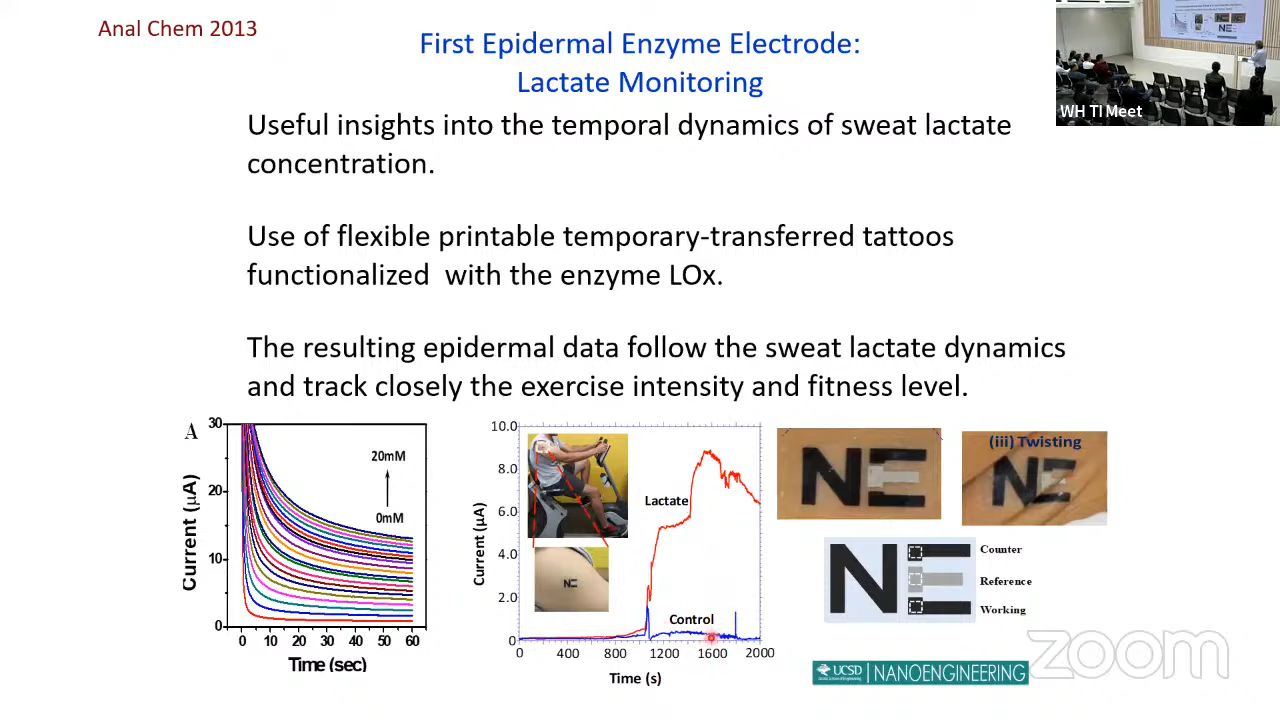 Anal Chem 2013
First Epidermal Enzyme Electrode:
Lactate Monitoring
WH TI Meet
Useful insights into the temporal dynamics of sweat lactate
concentration.
Use of flexible printable temporary-transferred tattoos
functionalized with the enzyme LOx.
The resulting epidermal data follow the sweat lactate dynamics
and track closely the exercise intensity and fitness level.
A
30
20
10
0
Current (µA)
20mM
0mM
0 10 20 30 40 50 60
Time (sec)
10.0
8.0
6.0
4.0
2.0
0
Current (µA)
Lactate
Control
NE
0 400 800 1200 1600 2000
Time (s)
NE
(iii) Twisting
NE
NE
Counter
Reference
Working
UCSD
NANOENGINEERING
zoom